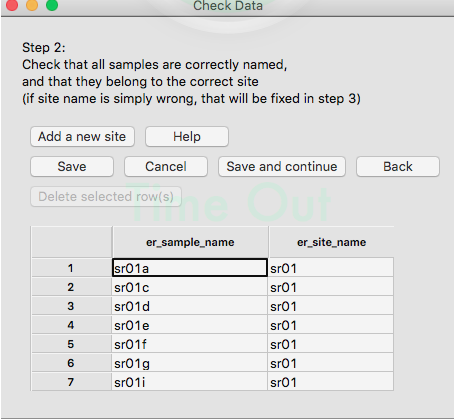 Check Data
Step 2:
Check that all samples are correctly named,
and that they belong to the correct site
(if site name is simply wrong, that will be fixed in step 3)
Add a new site Help
Save Cancel Save and continue Back
Delete selected row(s)
Time Out
er_sample_name er_site_name
1 sr01a sr01
2 sr01c sr01
3 sr01d sr01
4 sr01e sr01
5 sr01f sr01
6 sr01g sr01
7 sr01i sr01